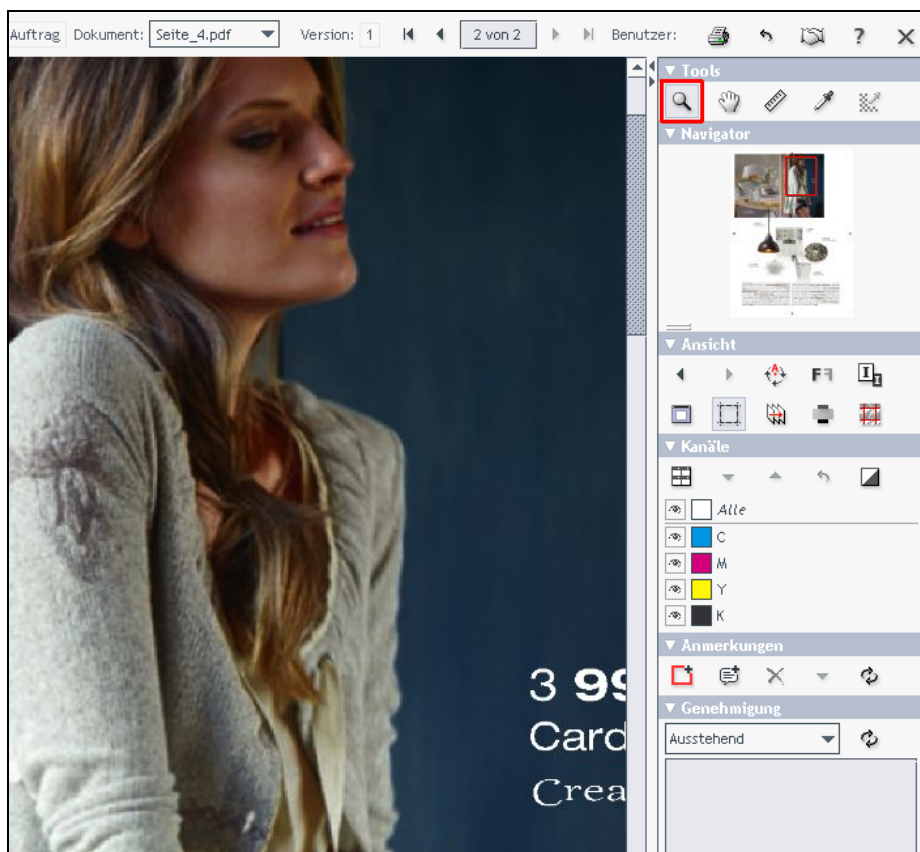 Auftrag Dokument: Seite_4.pdf Version: 1 2 von 2 Benutzer: ?
Tools
Navigator
Ansicht
Kanäle
Alle
C
M
Y
K
Anmerkungen
Genehmigung
Ausstehend
3 99
Card
Crea